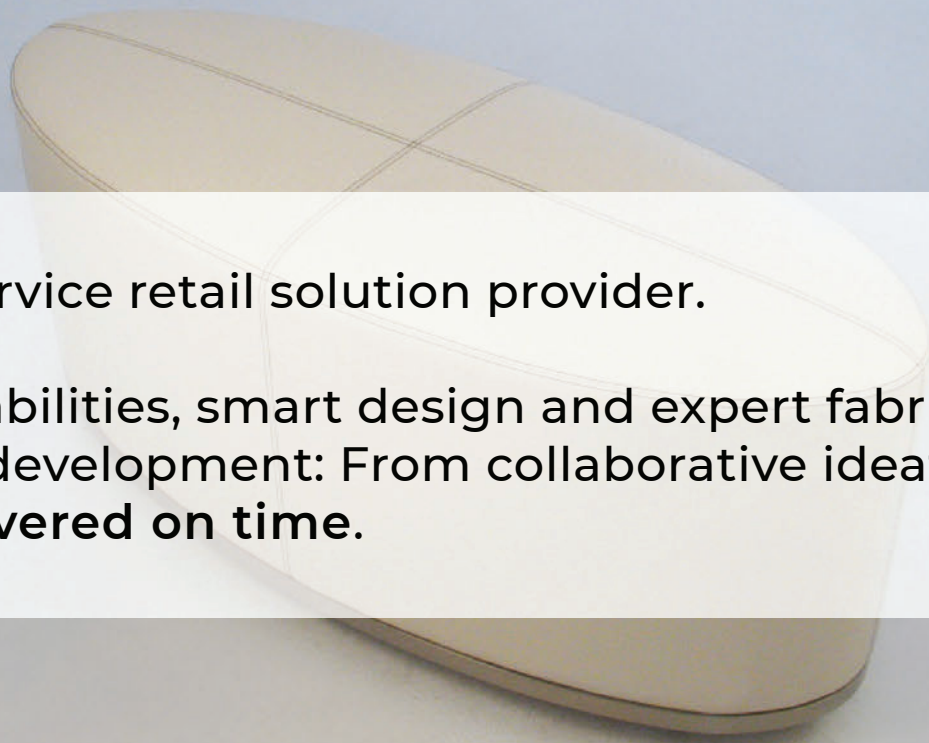 rvice retail solution provider.
abilities, smart design and expert fabr
development: From collaborative idea
vered on time.